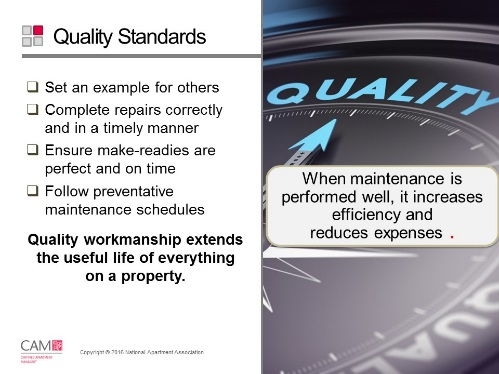 Quality Standards
Set an example for others
Complete repairs correctly
and in a timely manner
Ensure make-readies are
perfect and on time
Follow preventative
maintenance schedules
Quality workmanship extends
the useful life of everything
on a property.
QUALITY
When maintenance is
performed well, it increases
efficiency and
reduces expenses .
CAM
Copyright © 2016 National Apartment Association
QUAL